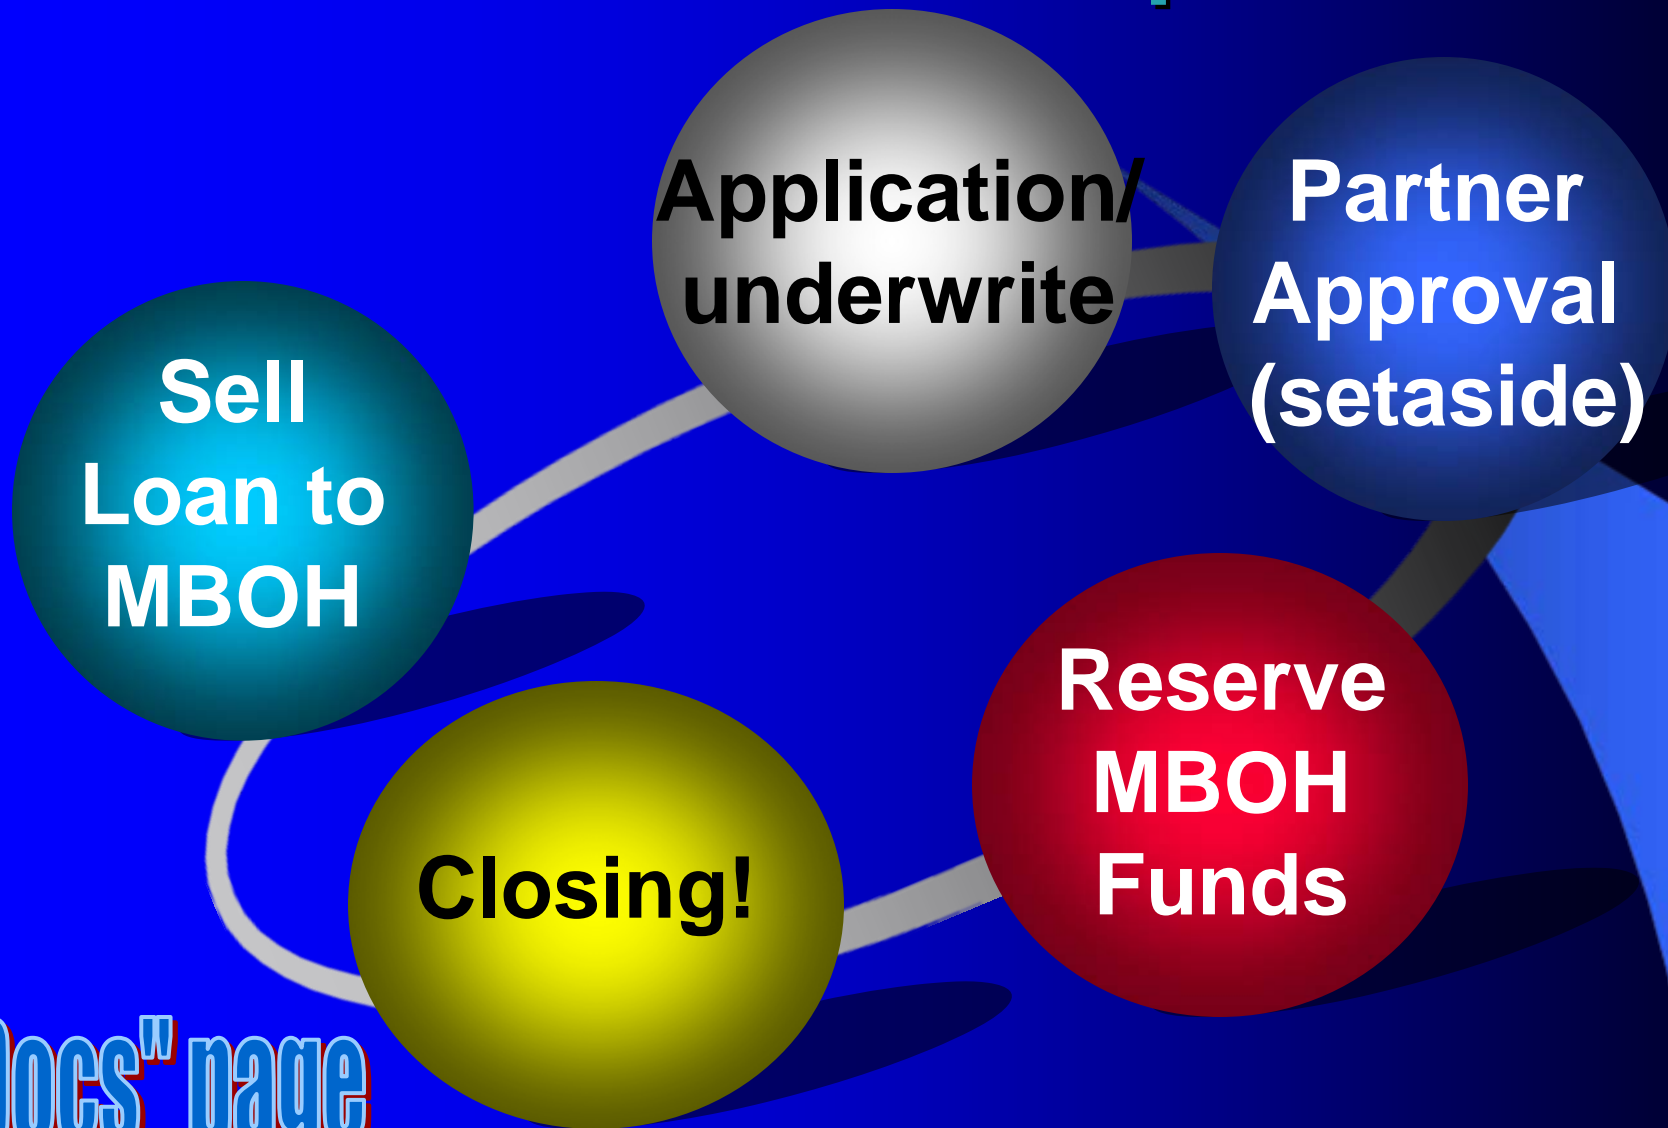 Application/
underwrite
Partner
Approval
(setaside)
Sell
Loan to
MBOH
Reserve
MBOH
Funds
Closing!
ocs" page